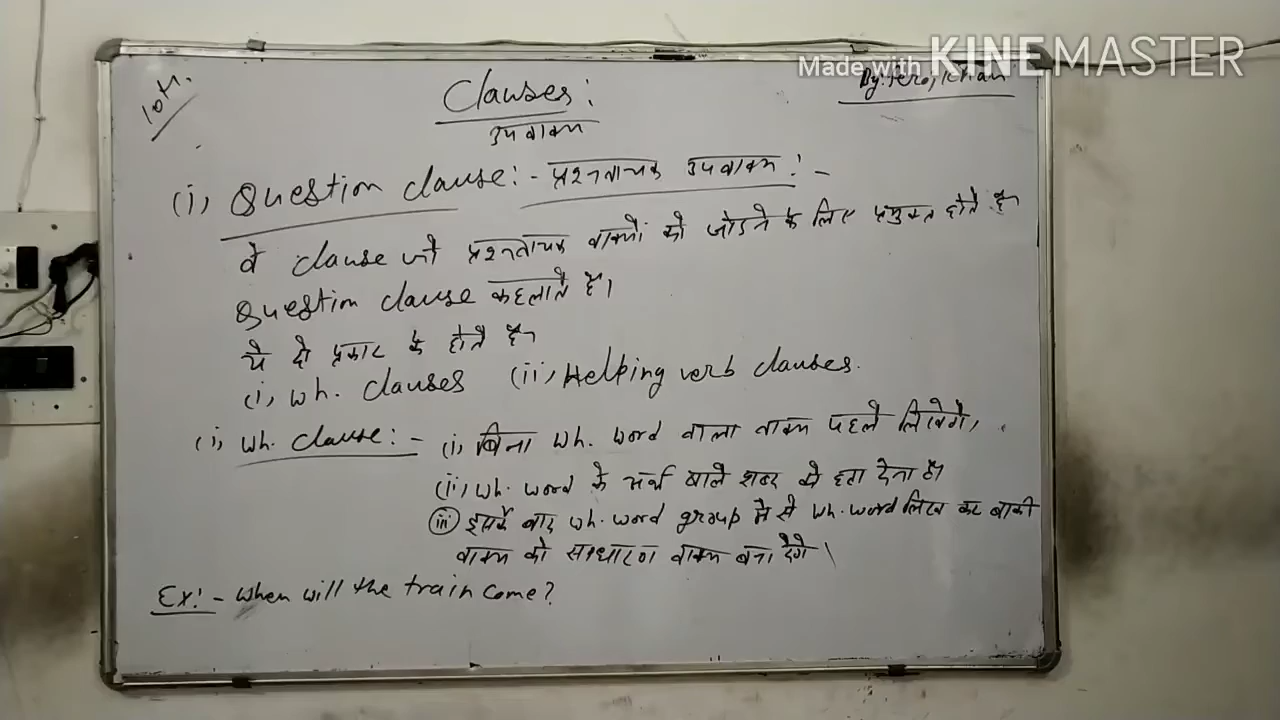 Made with KINEMASTER
10th.
Clauses:
By: Feroj Khan
उपवाक्य
(i) Question clause:- प्रश्नवाचक उपवाक्य :-
वे clause जो प्रश्नवाचक वाक्यों को जोडने के लिए प्रयुक्त होते है
Question clause कहलाते है।
ये दो प्रकार के होते है
(i) wh. clauses (ii) Helping verb clauses.
(i) wh. clause:- (i) बिना wh. word वाला वाक्य पहले लिखेंगे,
(ii) wh. word के अर्थ वाले शब्द को हटा देना है।
(iii) इसके बाद wh. word group में से wh. word लिख कर बाकी
वाक्य को साधारण वाक्य बना देंगे।
Ex:- When will the train come?